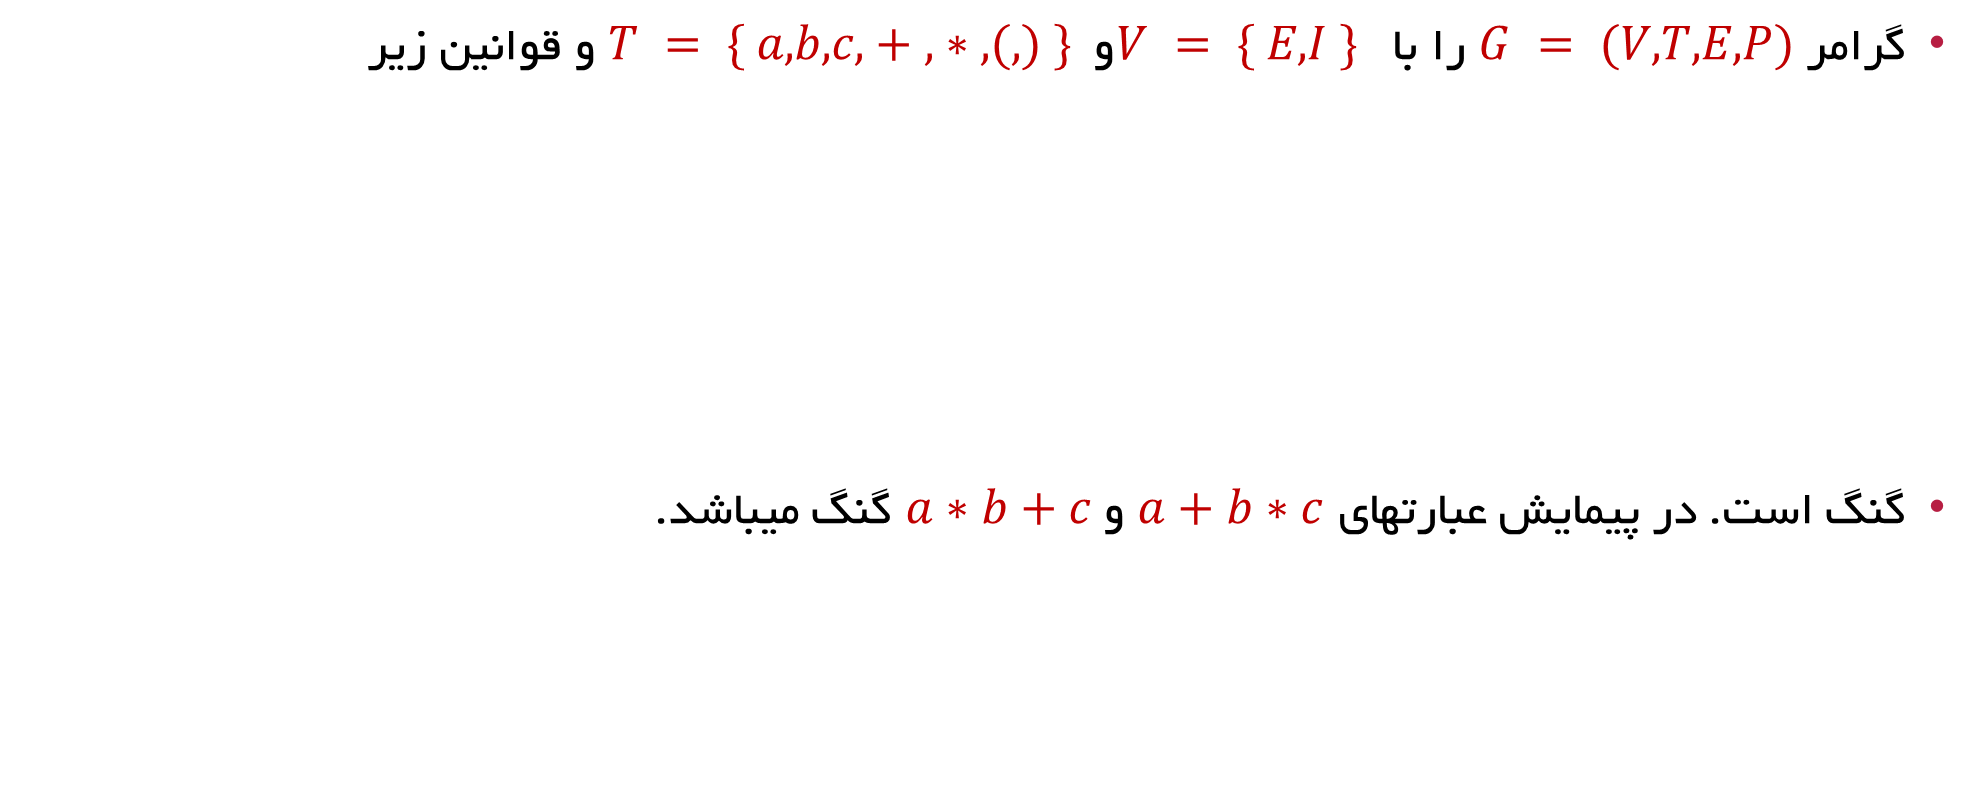 • گرامر G = (V,T,E,P) را با V = { E,I } و T = { a,b,c, + , * ,(,) } و قوانین زیر
• گنگ است. در پیمایش عبارتهای a + b * c و a * b + c گنگ میباشد.